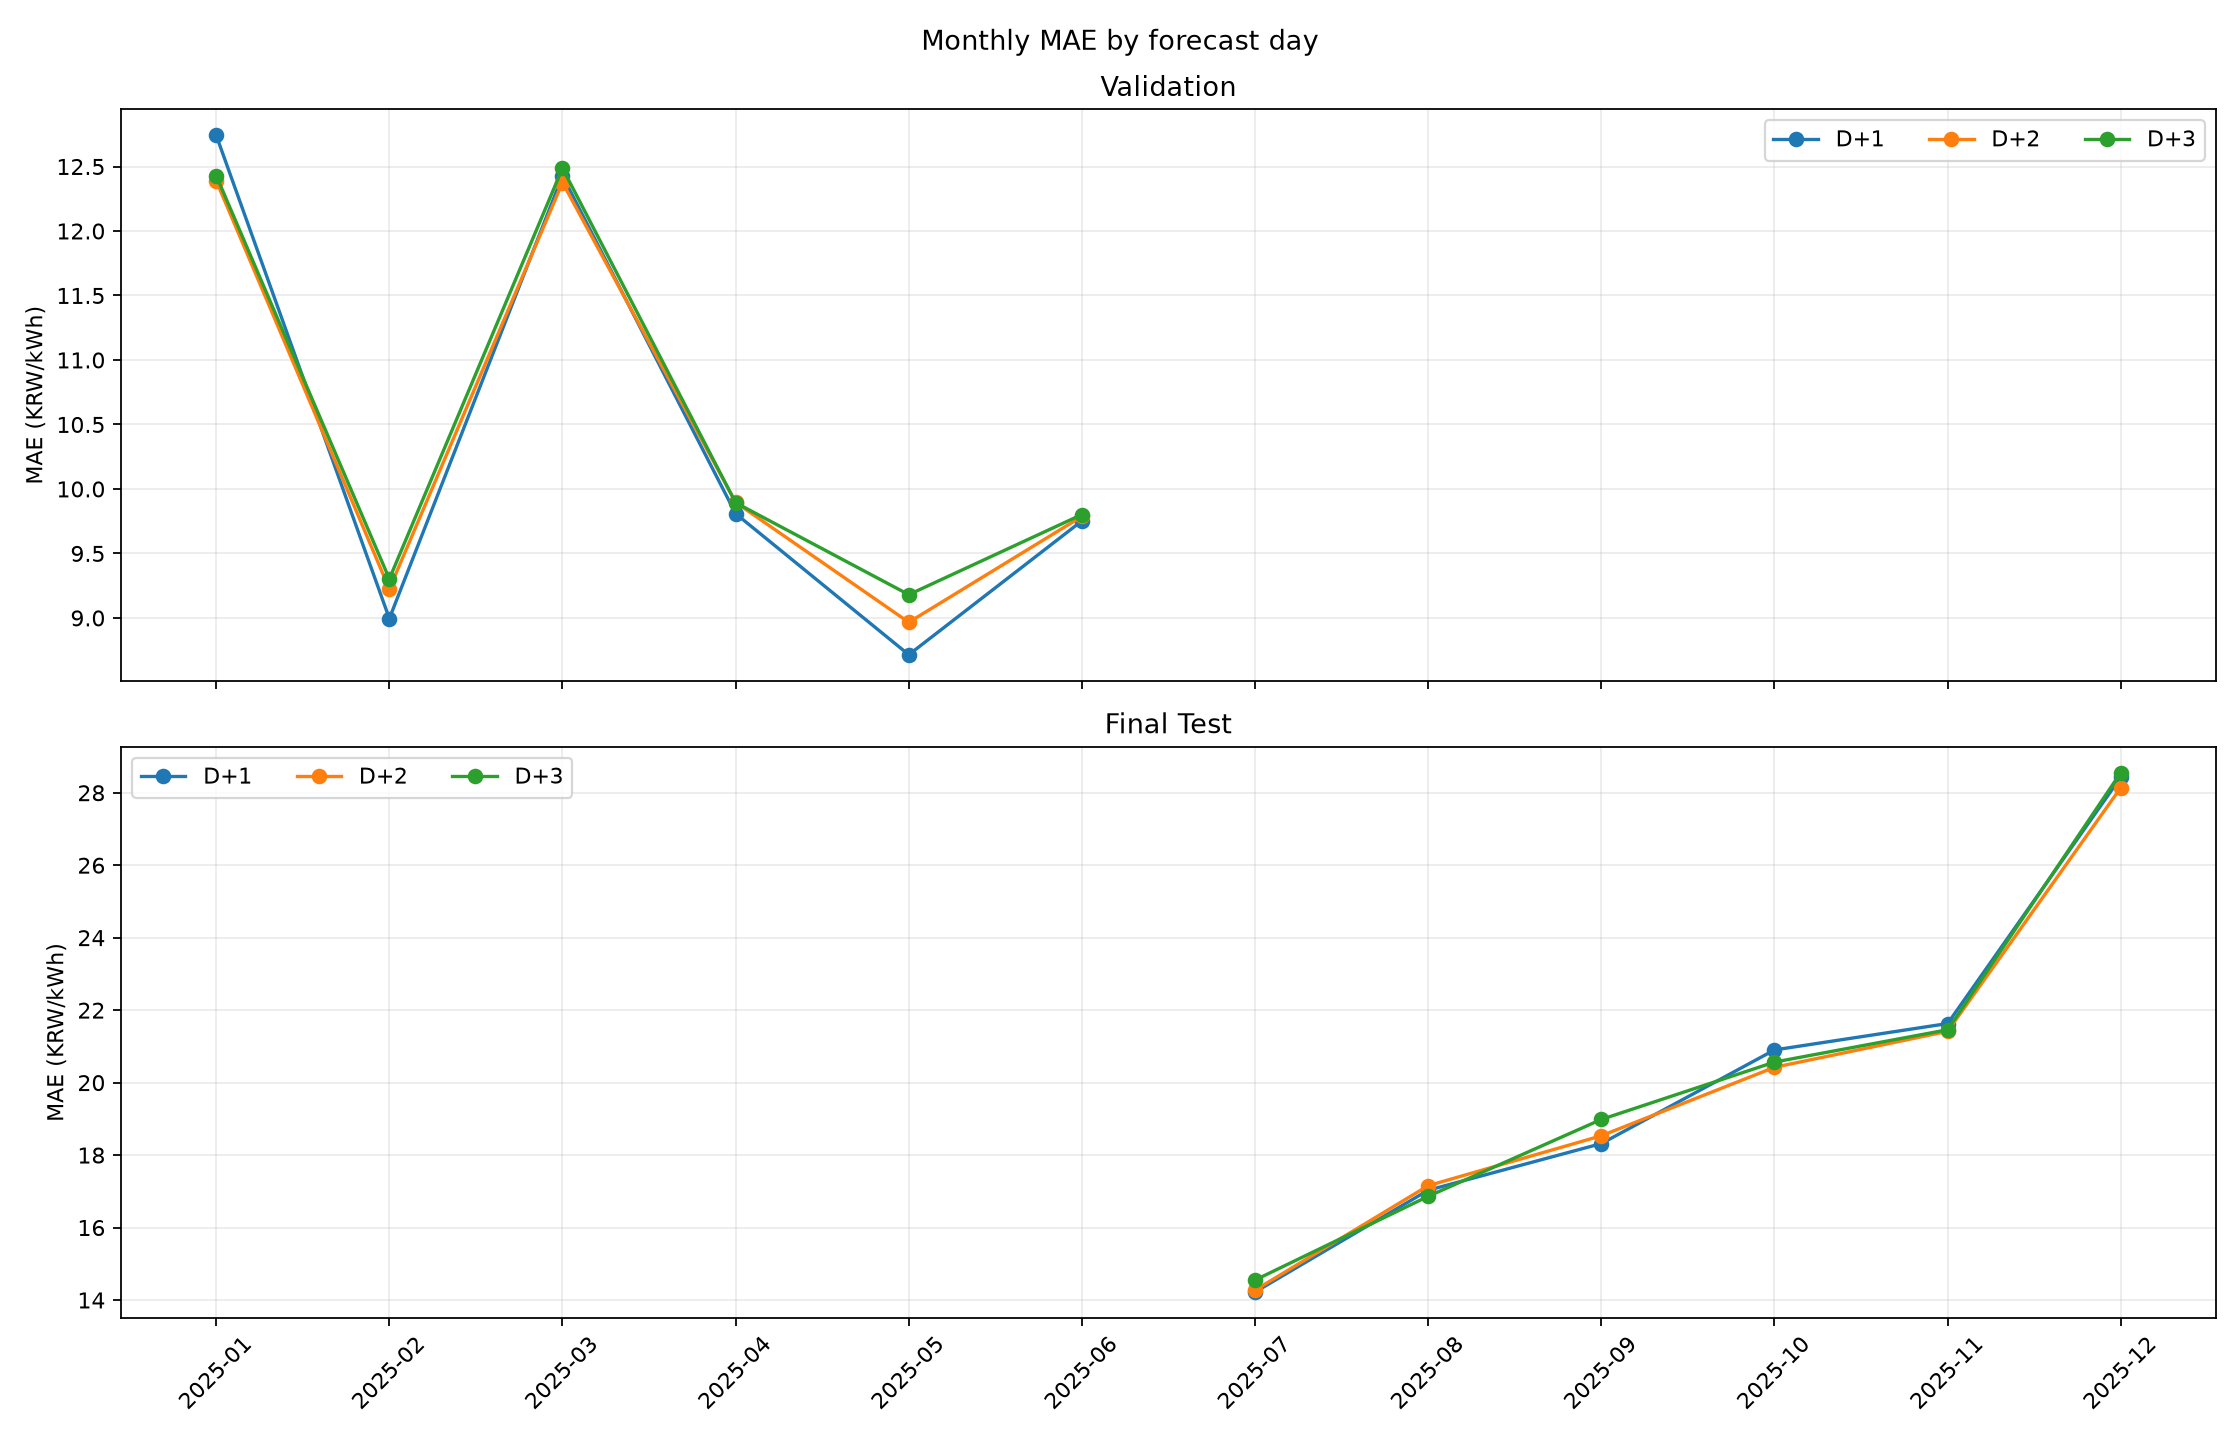 Monthly MAE by forecast day
Validation
D+1 D+2 D+3
MAE (KRW/kWh)
12.5
12.0
11.5
11.0
10.5
10.0
9.5
9.0
Final Test
D+1 D+2 D+3
MAE (KRW/kWh)
28
26
24
22
20
18
16
14
2025-01 2025-02 2025-03 2025-04 2025-05 2025-06 2025-07 2025-08 2025-09 2025-10 2025-11 2025-12